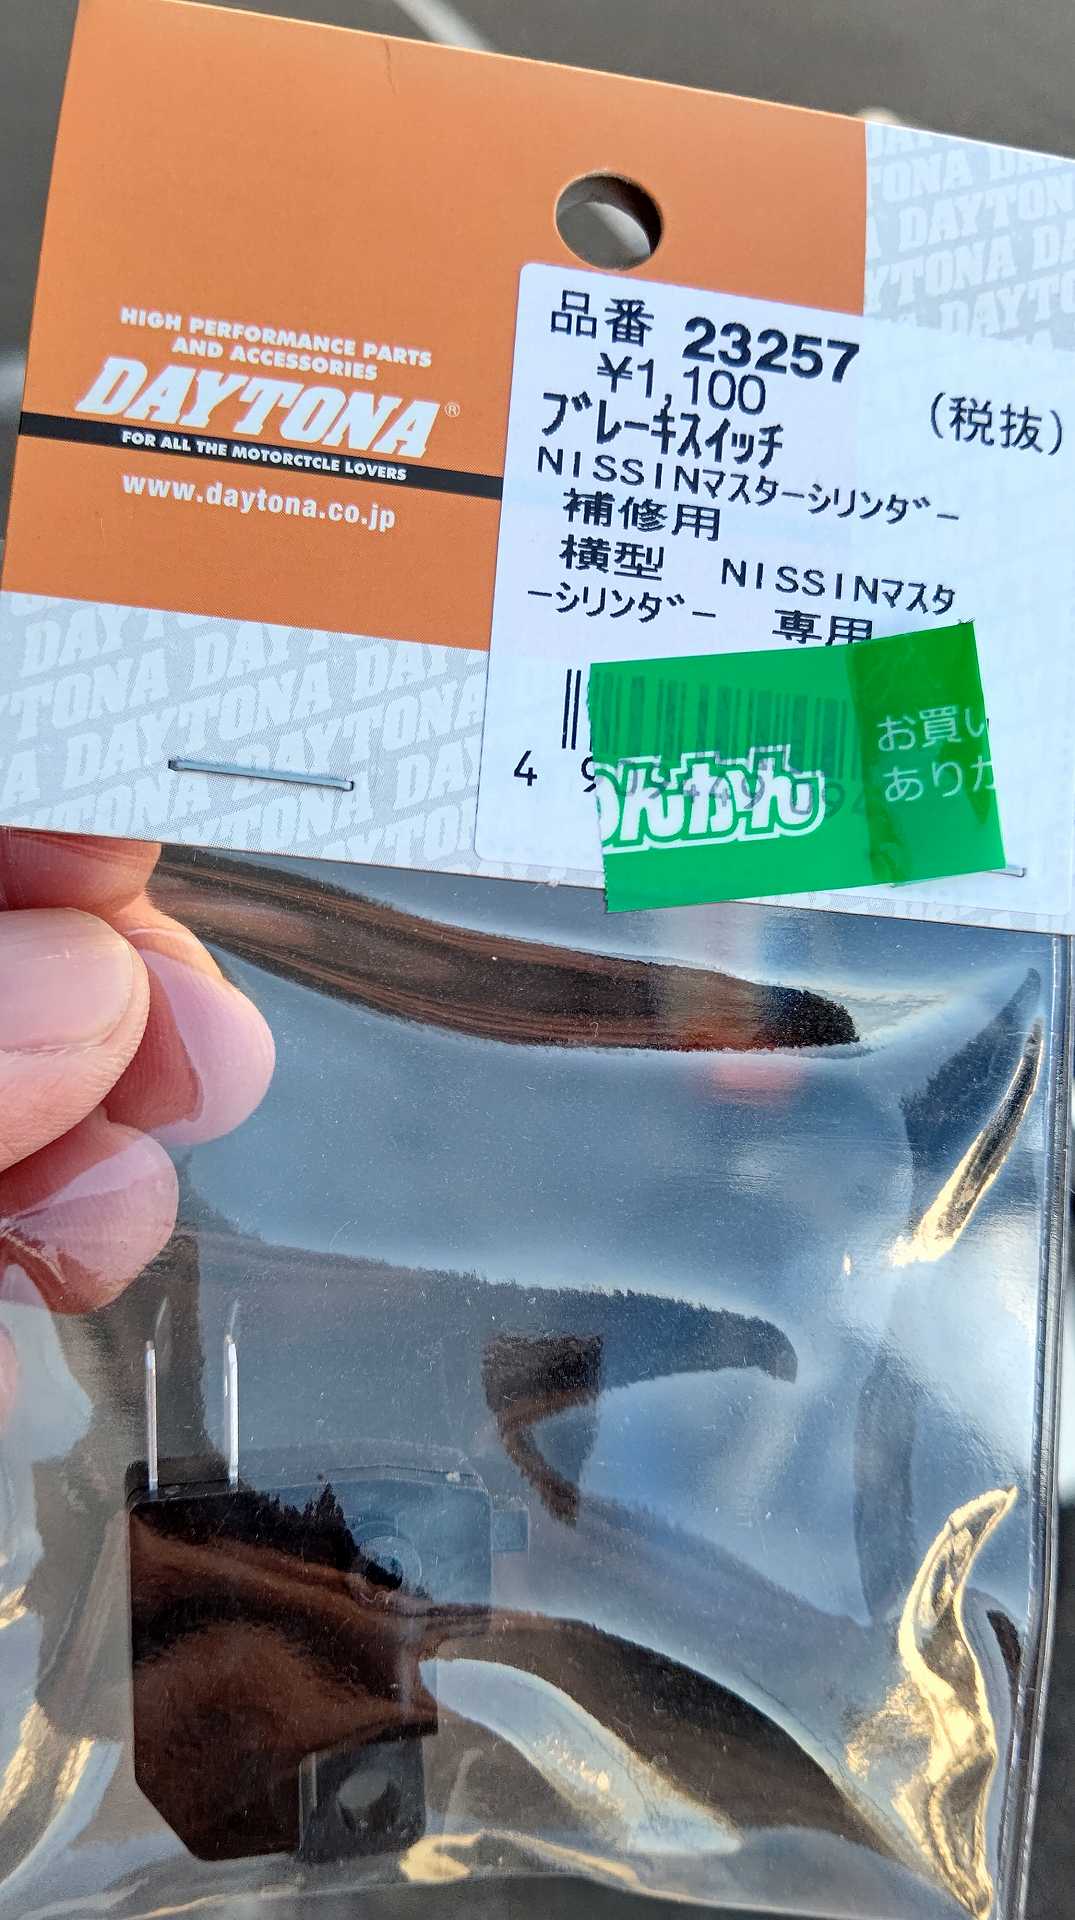 HIGH PERFORMANCE PARTS
AND ACCESSORIES
DAYTONA®
FOR ALL THE MOTORCTCLE LOVERS
www.daytona.co.jp
品番 23257
¥1,100 (税抜)
ブレーキスイッチ
NISSINマスターシリンダー
補修用
横型 NISSINマスタ
ーシリンダー 専用
お買い
ありが